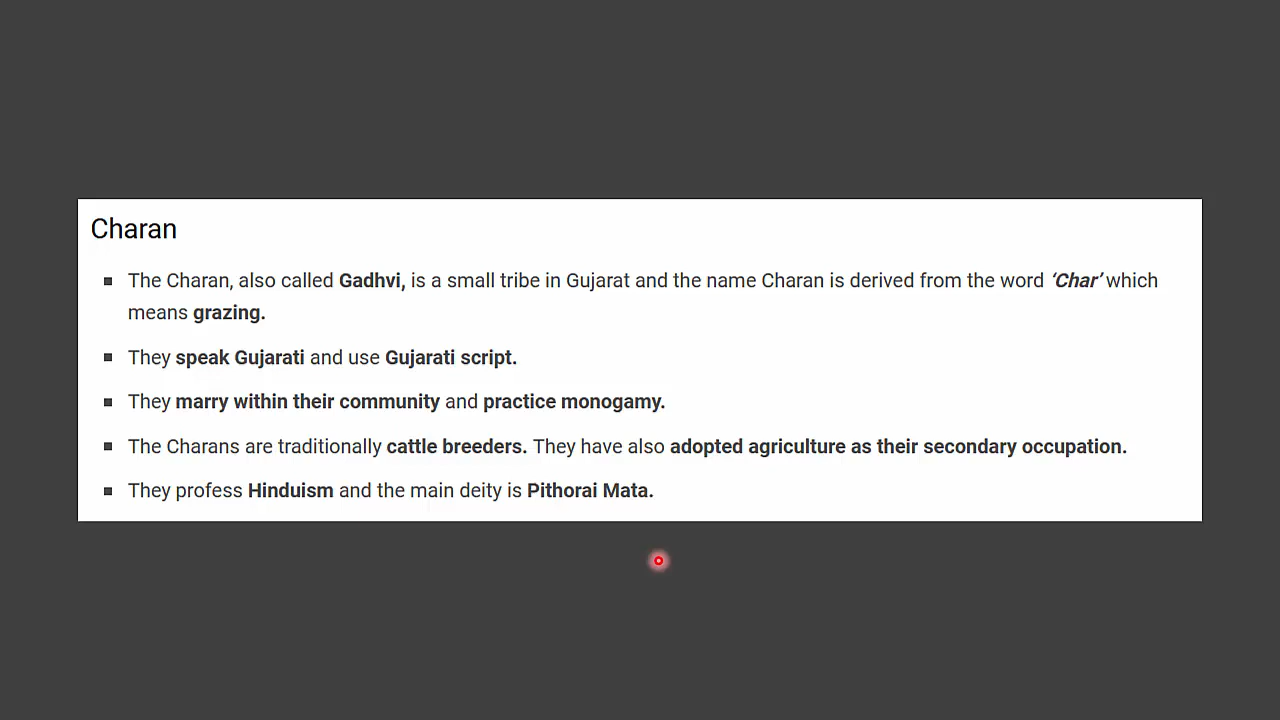 Charan
▪ The Charan, also called Gadhvi, is a small tribe in Gujarat and the name Charan is derived from the word ‘Char’ which
means grazing.
▪ They speak Gujarati and use Gujarati script.
▪ They marry within their community and practice monogamy.
▪ The Charans are traditionally cattle breeders. They have also adopted agriculture as their secondary occupation.
▪ They profess Hinduism and the main deity is Pithorai Mata.